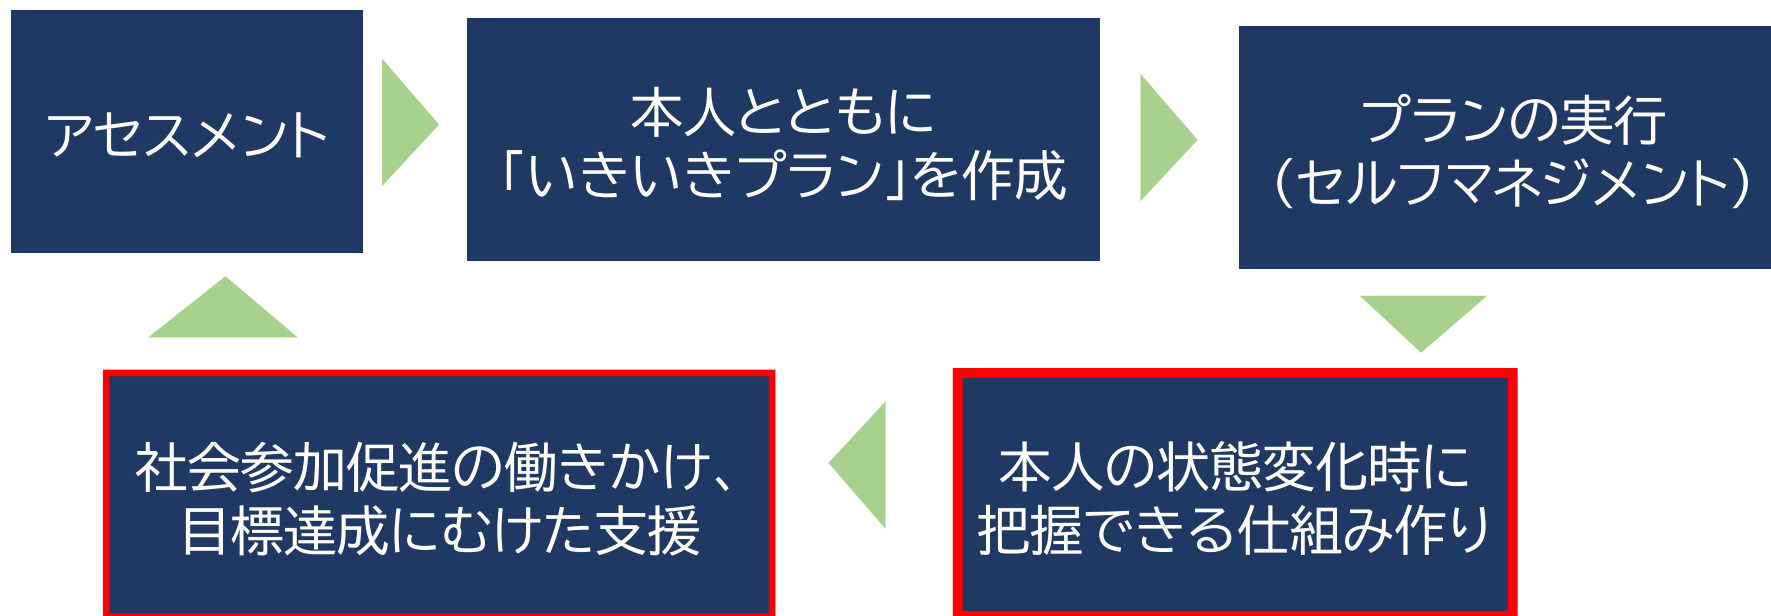 アセスメント
本人とともに
「いきいきプラン」を作成
プランの実行
（セルフマネジメント）
社会参加促進の働きかけ、
目標達成にむけた支援
本人の状態変化時に
把握できる仕組み作り